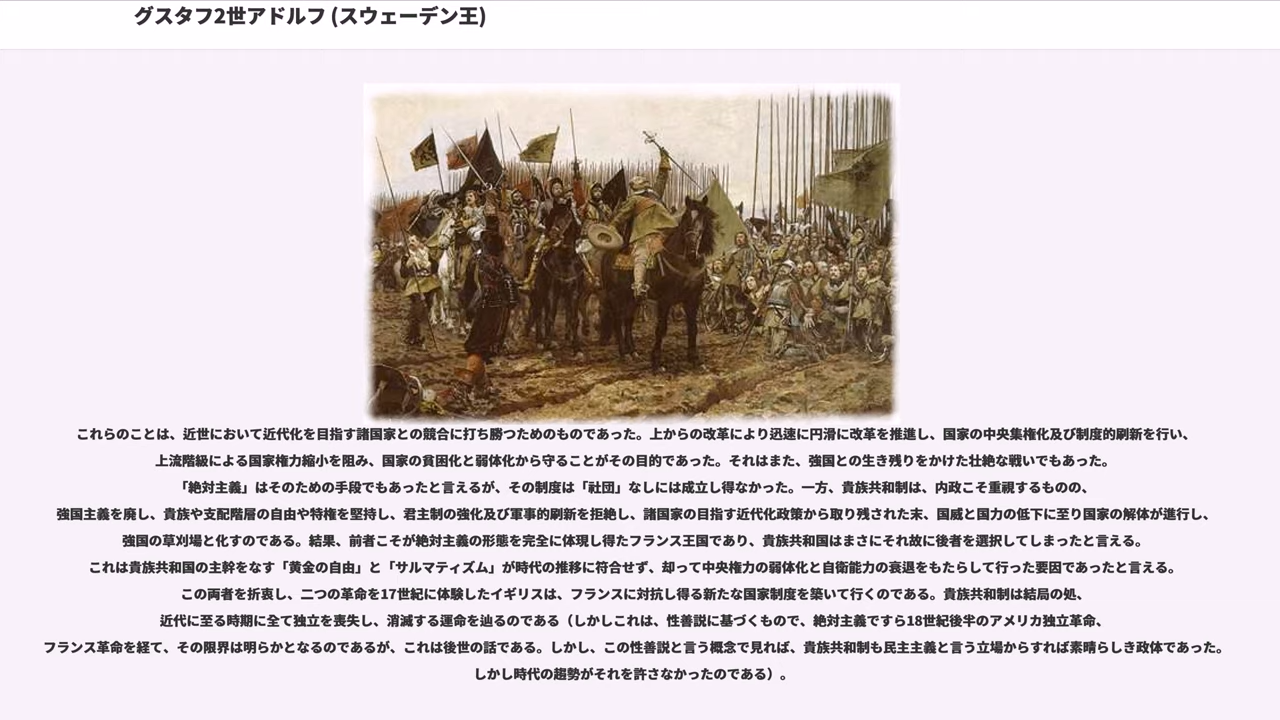 グスタフ2世アドルフ (スウェーデン王)
これらのことは、近世において近代化を目指す諸国家との競合に打ち勝つためのものであった。上からの改革により迅速に円滑に改革を推進し、国家の中央集権化及び制度的刷新を行い、
上流階級による国家権力縮小を阻み、国家の貧困化と弱体化から守ることがその目的であった。それはまた、強国との生き残りをかけた壮絶な戦いでもあった。
「絶対主義」はそのための手段でもあったと言えるが、その制度は「社団」なしには成立し得なかった。一方、貴族共和制は、内政こそ重視するものの、
強国主義を廃し、貴族や支配階層の自由や特権を堅持し、君主制の強化及び軍事的刷新を拒絶し、諸国家の目指す近代化政策から取り残された末、国威と国力の低下に至り国家の解体が進行し、
強国の草刈場と化すのである。結果、前者こそが絶対主義の形態を完全に体現し得たフランス王国であり、貴族共和国はまさにそれ故に後者を選択してしまったと言える。
これは貴族共和国の主幹をなす「黄金の自由」と「サルマティズム」が時代の推移に符合せず、却って中央権力の弱体化と自衛能力の衰退をもたらして行った要因であったと言える。
この両者を折衷し、二つの革命を17世紀に体験したイギリスは、フランスに対抗し得る新たな国家制度を築いて行くのである。貴族共和制は結局の処、
近代に至る時期に全て独立を喪失し、消滅する運命を辿るのである（しかしこれは、性善説に基づくもので、絶対主義ですら18世紀後半のアメリカ独立革命、
フランス革命を経て、その限界は明らかとなるのであるが、これは後世の話である。しかし、この性善説と言う概念で見れば、貴族共和制も民主主義と言う立場からすれば素晴らしき政体であった。
しかし時代の趨勢がそれを許さなかったのである）。